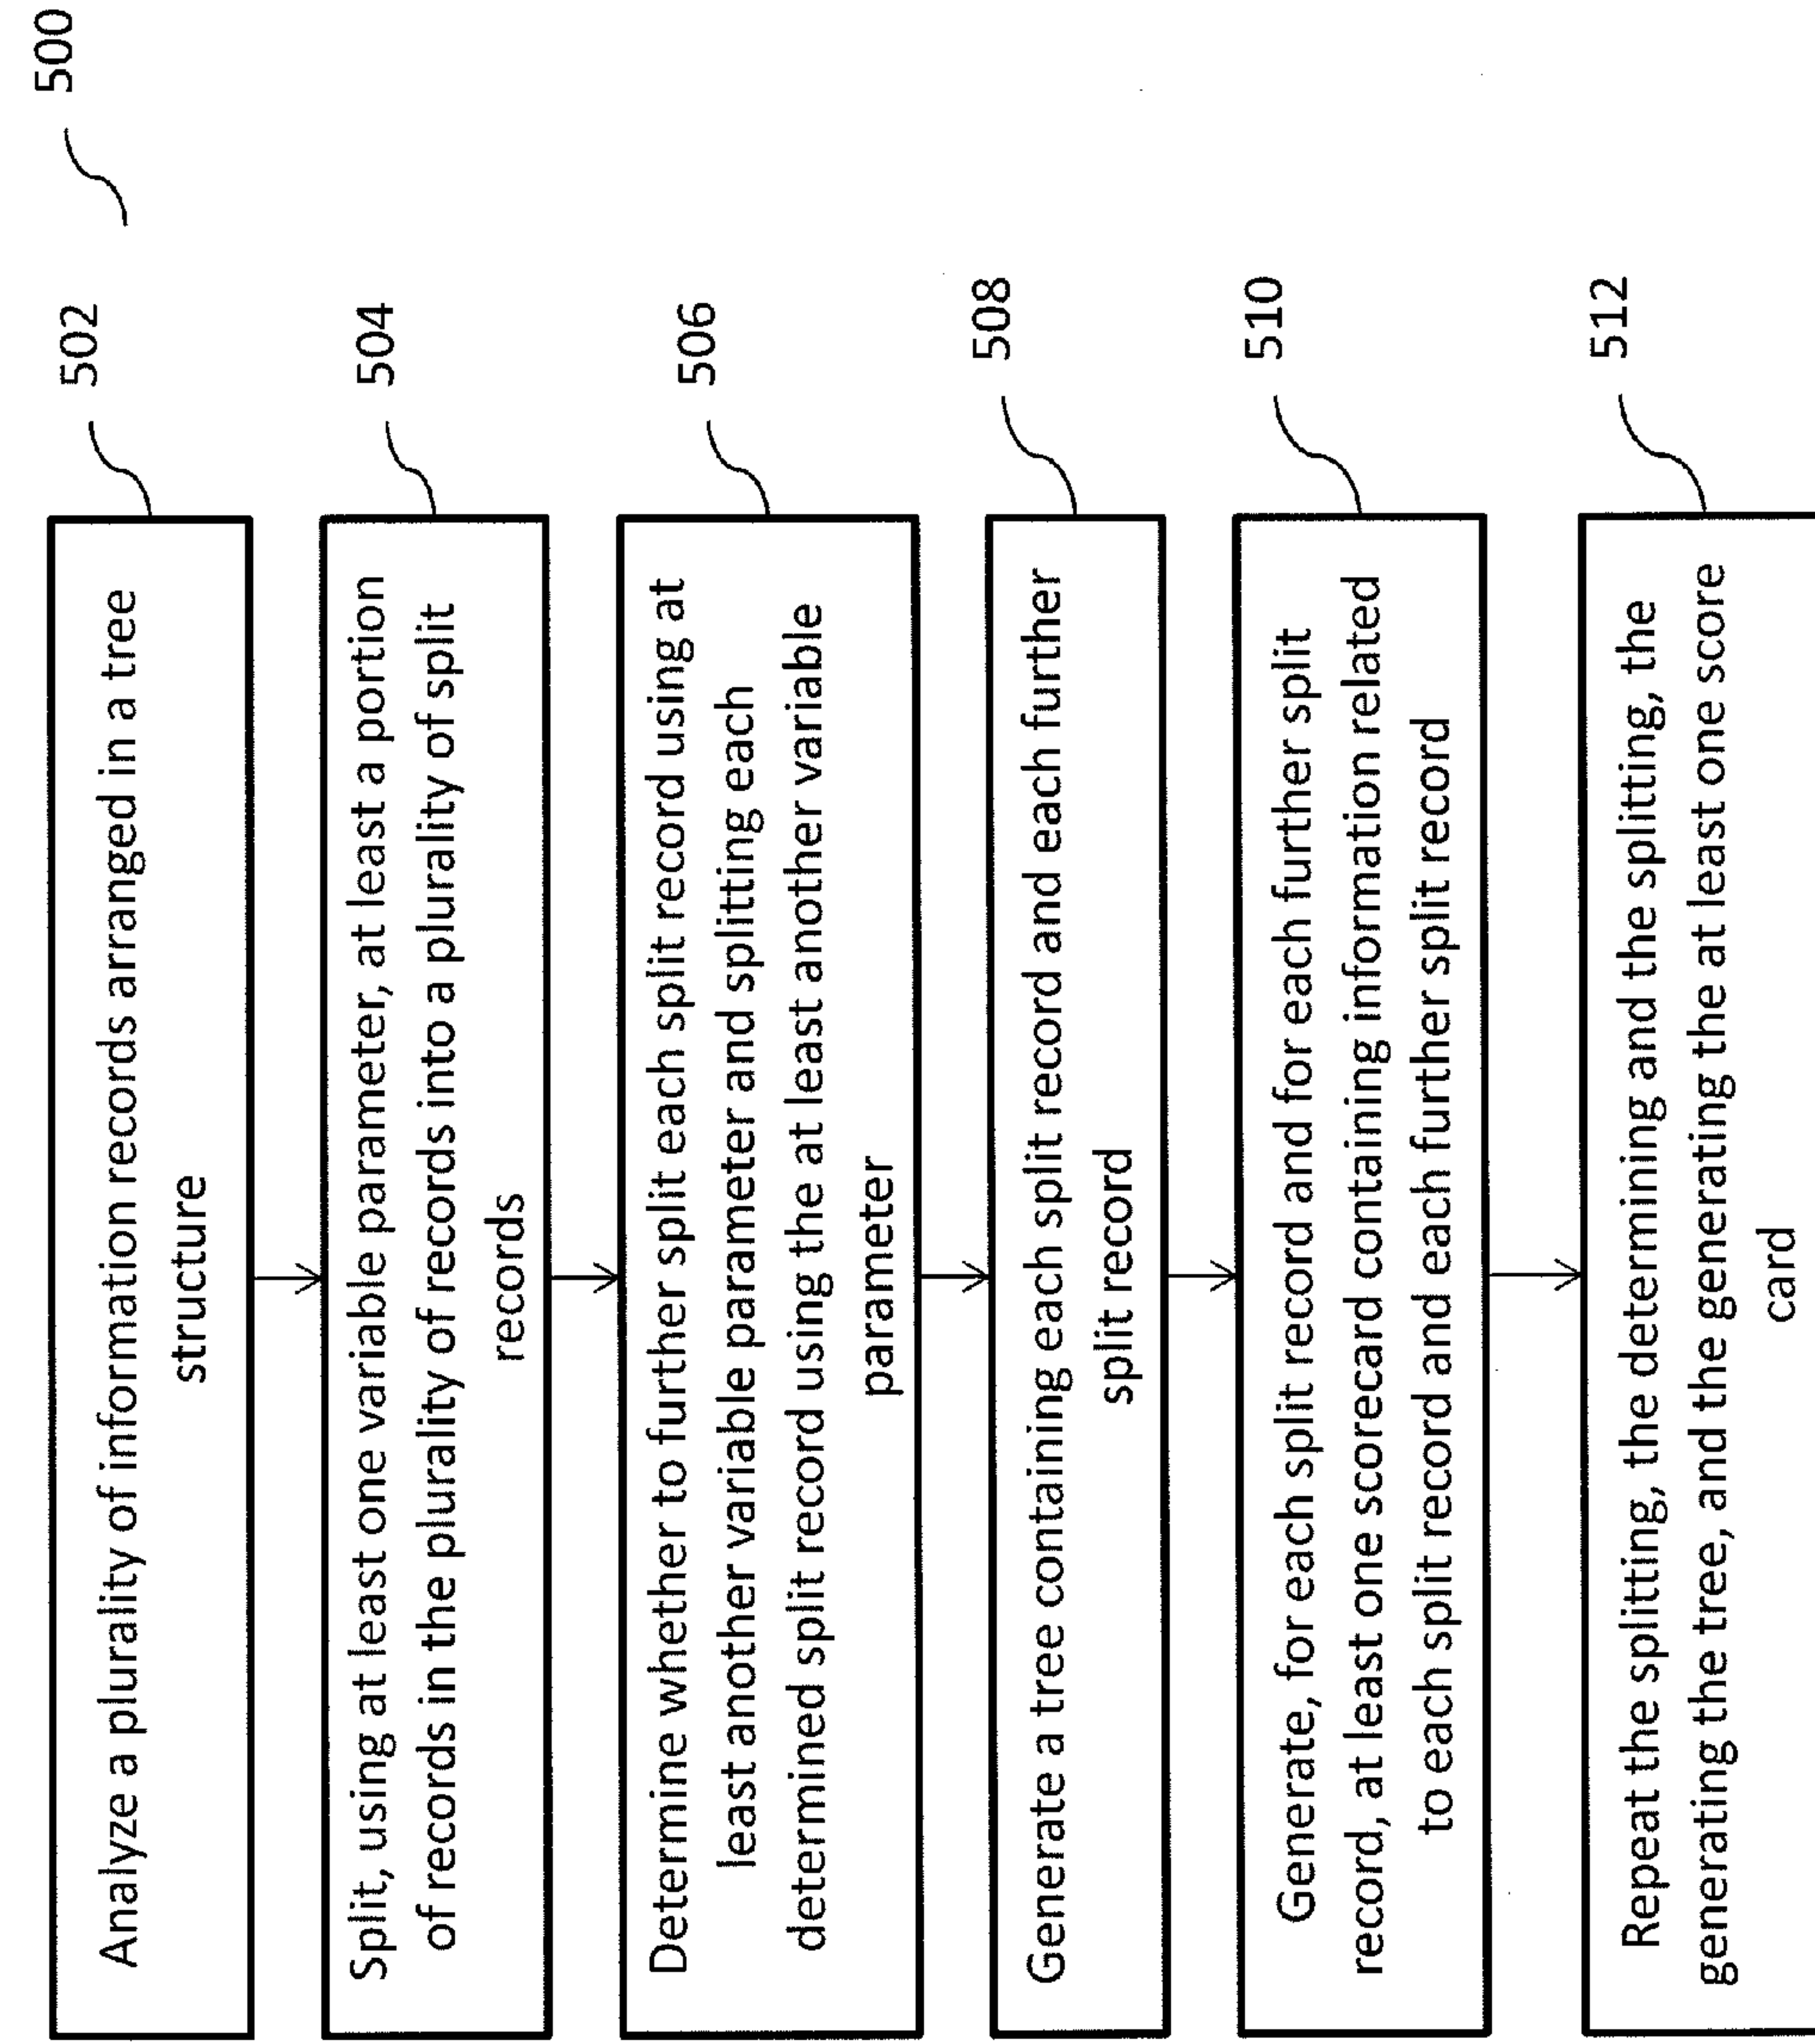 500
502
Analyze a plurality of information records arranged in a tree
structure
504
Split, using at least one variable parameter, at least a portion
of records in the plurality of records into a plurality of split
records
506
Determine whether to further split each split record using at
least another variable parameter and splitting each
determined split record using the at least another variable
parameter
508
Generate a tree containing each split record and each further
split record
510
Generate, for each split record and for each further split
record, at least one scorecard containing information related
to each split record and each further split record
512
Repeat the splitting, the determining and the splitting, the
generating the tree, and the generating the at least one score
card